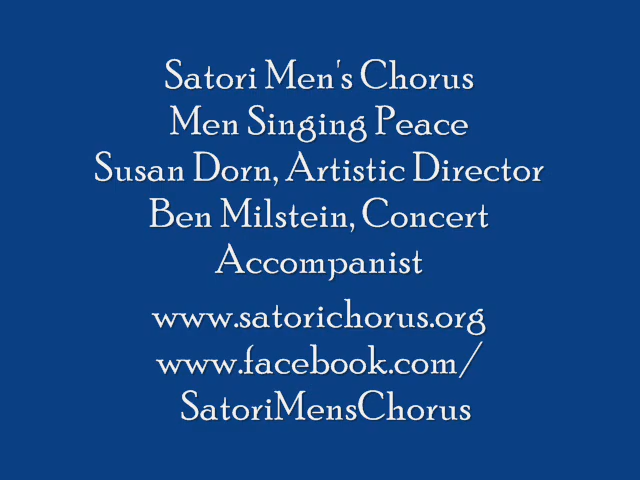 Satori Men's Chorus
Men Singing Peace
Susan Dorn, Artistic Director
Ben Milstein, Concert
Accompanist
www.satorichorus.org
www.facebook.com/
SatoriMensChorus